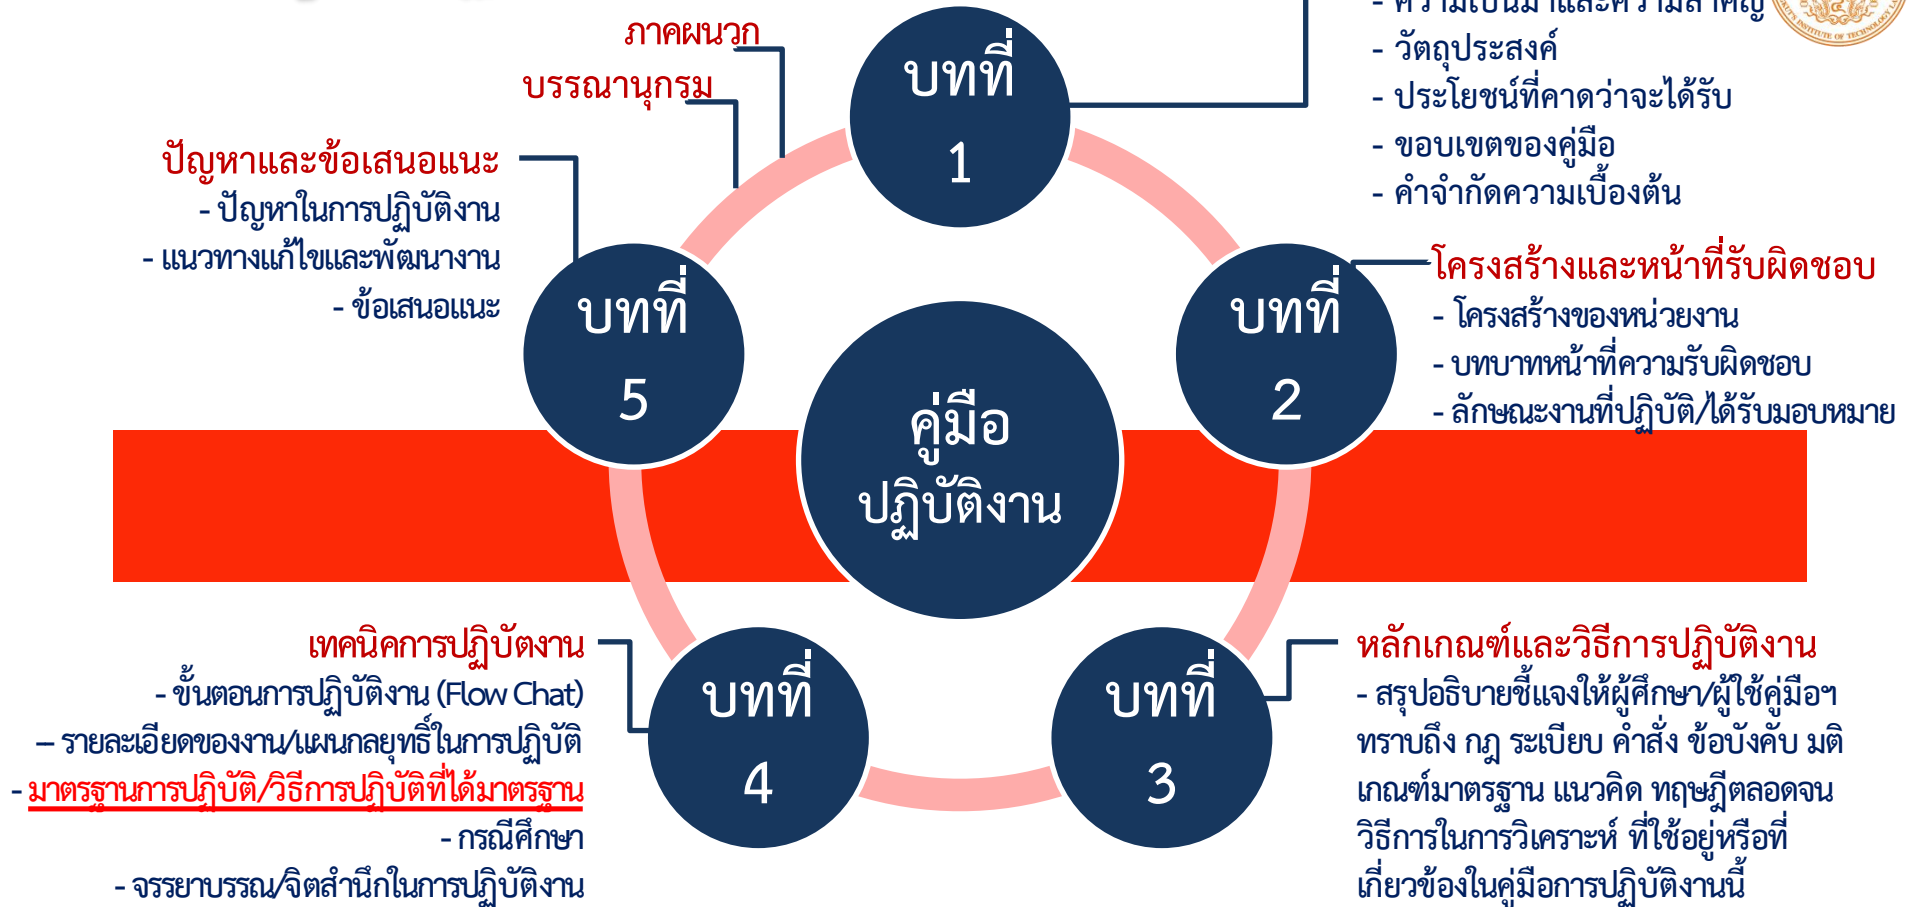 ภาคผนวก
บรรณานุกรม
บทที่
1
- ความเป็นมาและความสำคัญ
- วัตถุประสงค์
- ประโยชน์ที่คาดว่าจะได้รับ
- ขอบเขตของคู่มือ
- คำจำกัดความเบื้องต้น
ปัญหาและข้อเสนอแนะ
- ปัญหาในการปฏิบัติงาน
- แนวทางแก้ไขและพัฒนางาน
- ข้อเสนอแนะ
บทที่
5
บทที่
2
โครงสร้างและหน้าที่รับผิดชอบ
- โครงสร้างของหน่วยงาน
- บทบาทหน้าที่ความรับผิดชอบ
- ลักษณะงานที่ปฏิบัติ/ได้รับมอบหมาย
คู่มือ
ปฏิบัติงาน
เทคนิคการปฏิบัตงาน
- ขั้นตอนการปฏิบัติงาน (Flow Chat)
– รายละเอียดของงาน/แผนกลยุทธิ์ในการปฏิบัติ
- มาตรฐานการปฏิบัติ/วิธีการปฏิบัติที่ได้มาตรฐาน
- กรณีศึกษา
- จรรยาบรรณ/จิตสำนึกในการปฏิบัติงาน
บทที่
4
บทที่
3
หลักเกณฑ์และวิธีการปฏิบัติงาน
- สรุปอธิบายชี้แจงให้ผู้ศึกษา/ผู้ใช้คู่มือฯ
ทราบถึง กฎ ระเบียบ คำสั่ง ข้อบังคับ มติ
เกณฑ์มาตรฐาน แนวคิด ทฤษฎีตลอดจน
วิธีการในการวิเคราะห์ ที่ใช้อยู่หรือที่
เกี่ยวข้องในคู่มือการปฏิบัติงานนี้